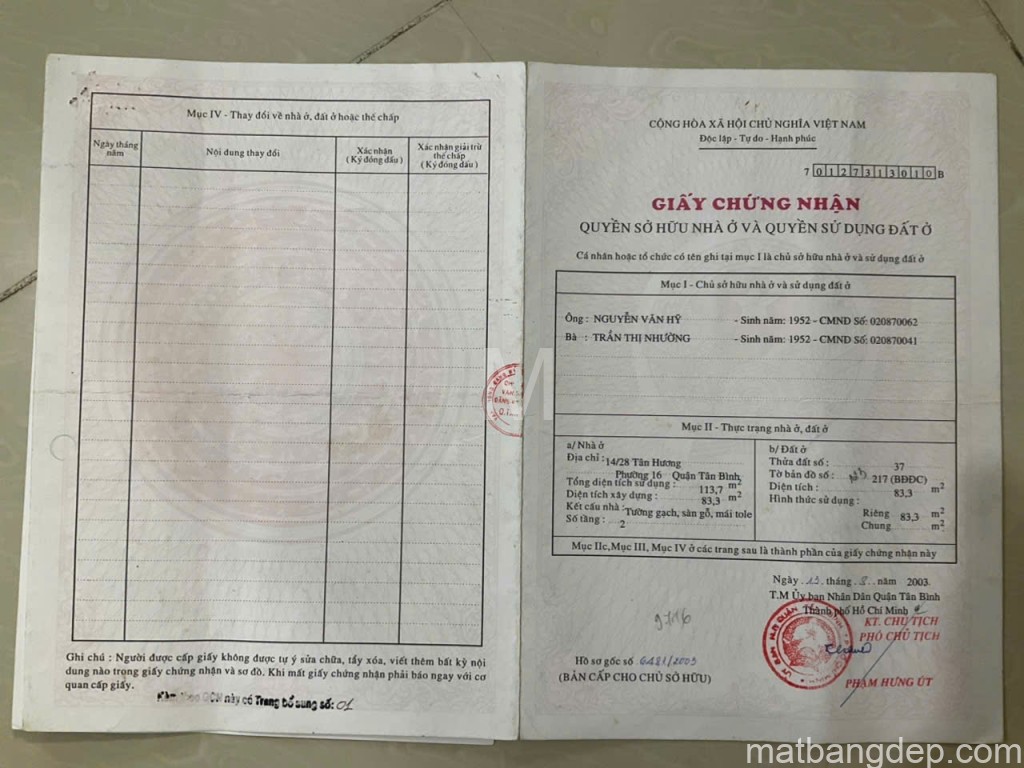 Mục IV - Thay đổi về nhà ở, đất ở hoặc thế chấp
Ngày tháng năm
Nội dung thay đổi
Xác nhận (Ký đóng dấu)
Xác nhận giải trừ thế chấp (Ký đóng dấu)
Ghi chú : Người được cấp giấy không được tự ý sửa chữa, tẩy xóa, viết thêm bất kỳ nội
dung nào trong giấy chứng nhận và sơ đồ. Khi mất giấy chứng nhận phải báo ngay với cơ
quan cấp giấy.
GCN này có Trang bổ sung số: 01
CỘNG HÒA XÃ HỘI CHỦ NGHĨA VIỆT NAM
Độc lập - Tự do - Hạnh phúc
7 0127313010 B
GIẤY CHỨNG NHẬN
QUYỀN SỞ HỮU NHÀ Ở VÀ QUYỀN SỬ DỤNG ĐẤT Ở
Cá nhân hoặc tổ chức có tên ghi tại mục I là chủ sở hữu nhà ở và sử dụng đất ở
Mục I - Chủ sở hữu nhà ở và sử dụng đất ở
Ông : NGUYỄN VĂN HỸ - Sinh năm: 1952 - CMND Số: 020870062
Bà : TRẦN THỊ NHƯỜNG - Sinh năm: 1952 - CMND Số: 020870041
Mục II - Thực trạng nhà ở, đất ở
a/ Nhà ở
Địa chỉ : 14/28 Tân Hương
Phường 16 Quận Tân Bình
Tổng diện tích sử dụng : 113,7 m²
Diện tích xây dựng : 83,3 m²
Kết cấu nhà : Tường gạch, sàn gỗ, mái tole
Số tầng : 2
b/ Đất ở
Thửa đất số : 37
Tờ bản đồ số : 217 (BĐĐC)
Diện tích : 83,3 m²
Hình thức sử dụng :
Riêng 83,3 m²
Chung m²
Mục IIc, Mục III, Mục IV ở các trang sau là thành phần của giấy chứng nhận này
Ngày 15 tháng 8 năm 2003
T.M Ủy ban Nhân Dân Quận Tân Bình
Thành phố Hồ Chí Minh
KT. CHỦ TỊCH
PHÓ CHỦ TỊCH
PHẠM HƯNG ÚT
9716
Hồ sơ gốc số 6481/2003
(BẢN CẤP CHO CHỦ SỞ HỮU)
M
matbangdep.com